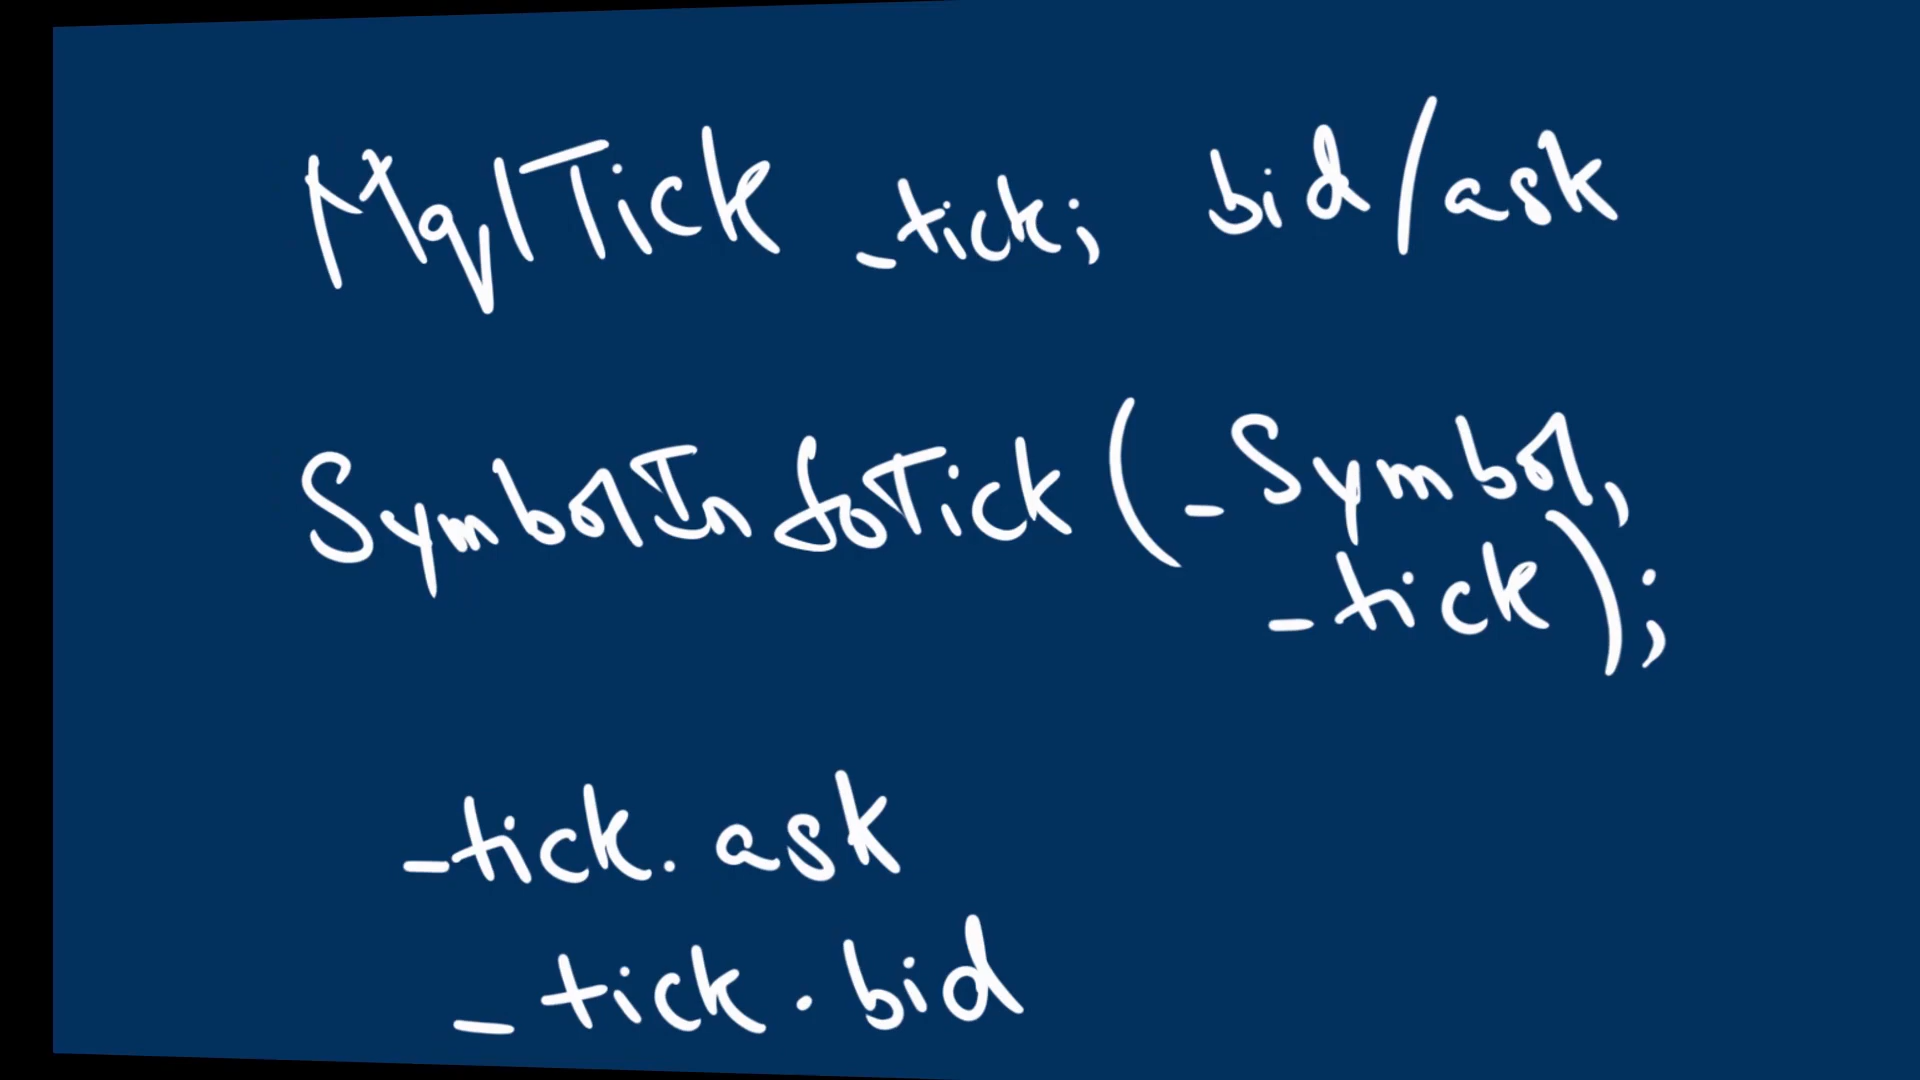 MqlTick _tick; bid/ask
SymbolInfoTick(_Symbol,
_tick);
_tick.ask
_tick.bid